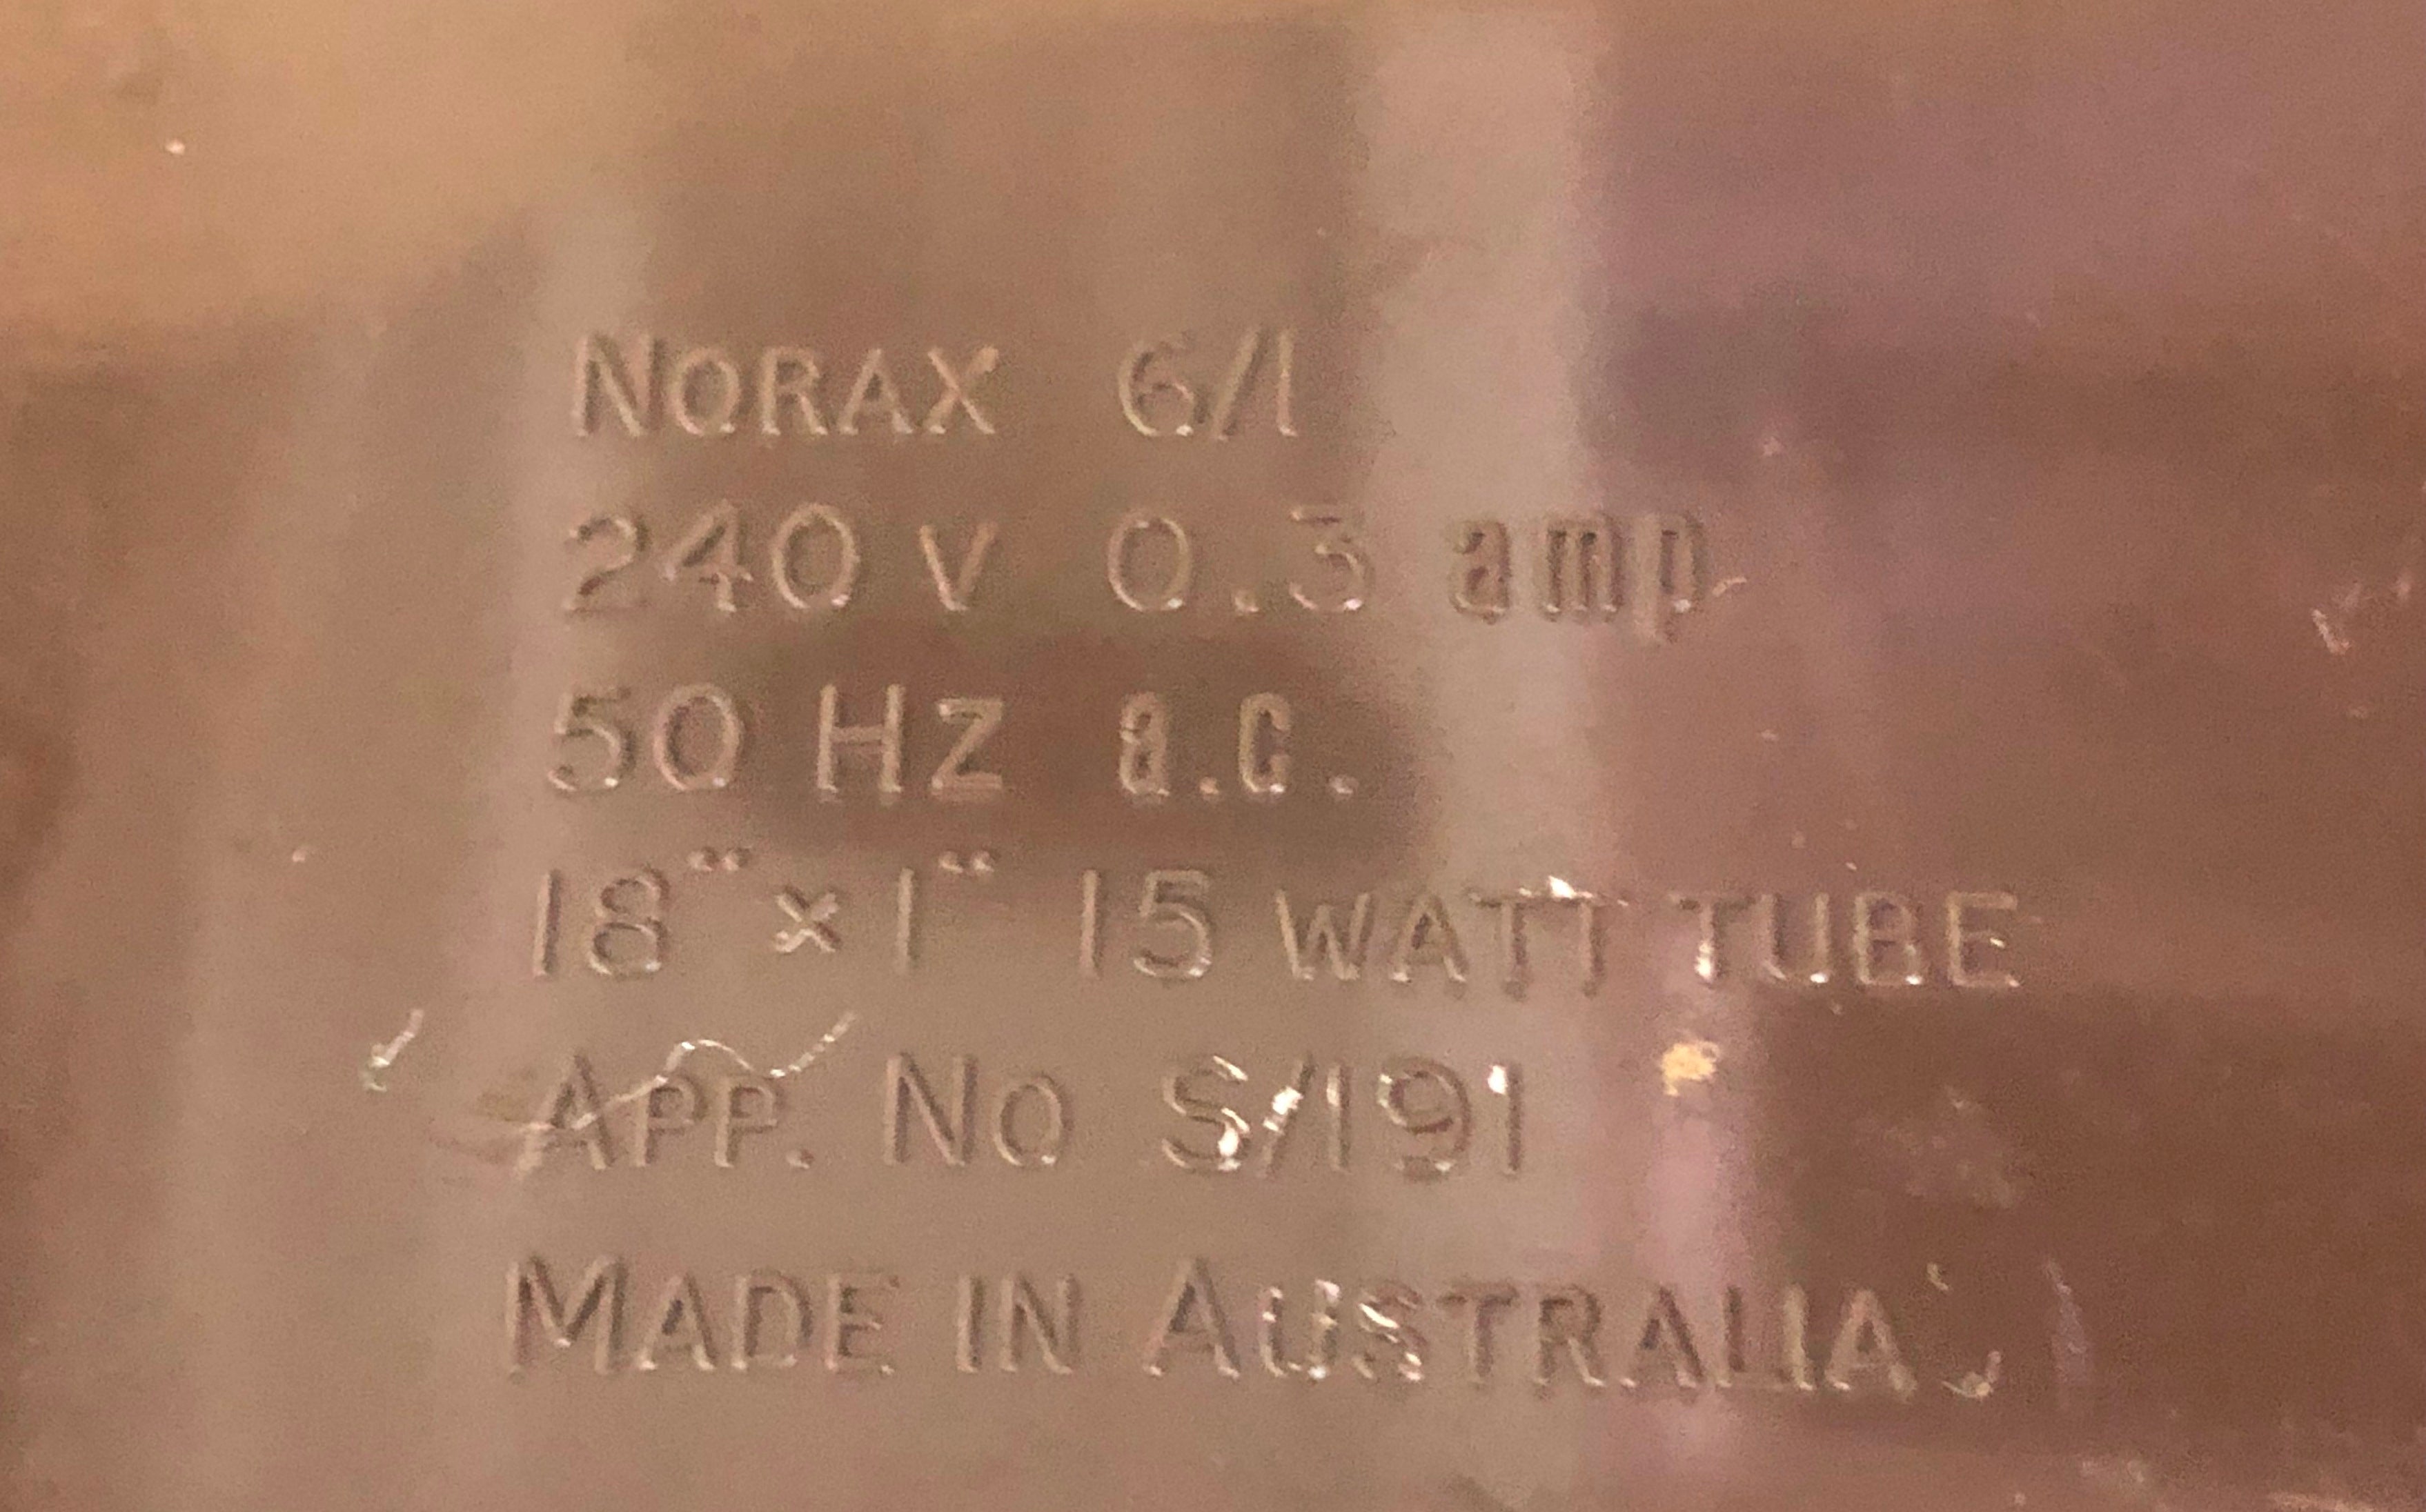 NORAX 6/1
240 V 0.3 amp
50 HZ a.c.
18" × 1" 15 WATT TUBE
APP. NO S/191
MADE IN AUSTRALIA